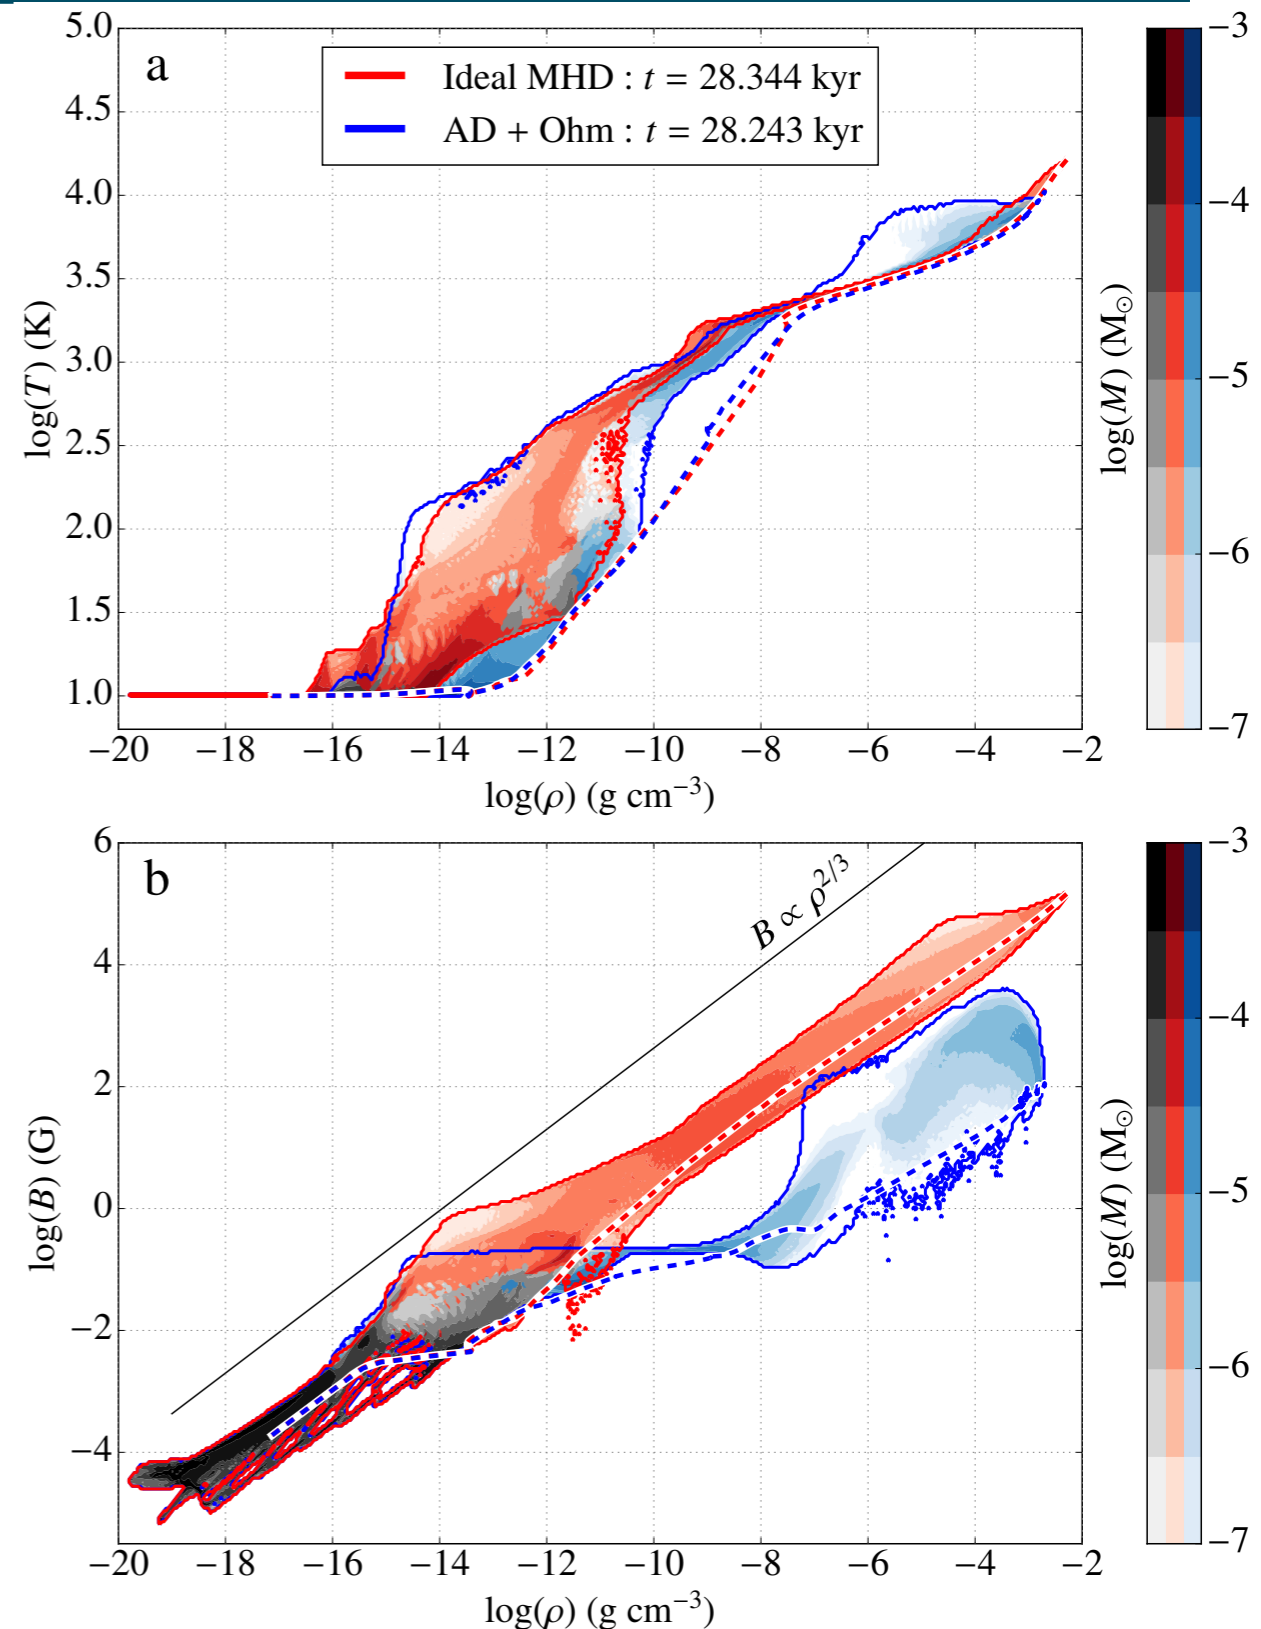 a
Ideal MHD : t = 28.344 kyr
AD + Ohm : t = 28.243 kyr
5.0
4.5
4.0
3.5
3.0
2.5
2.0
1.5
1.0
log(T) (K)
−20 −18 −16 −14 −12 −10 −8 −6 −4 −2
log(ρ) (g cm⁻³)
−3
−4
−5
−6
−7
log(M) (M⊙)
b
B ∝ ρ²ᐟ³
6
4
2
0
−2
−4
log(B) (G)
−20 −18 −16 −14 −12 −10 −8 −6 −4 −2
log(ρ) (g cm⁻³)
−3
−4
−5
−6
−7
log(M) (M⊙)